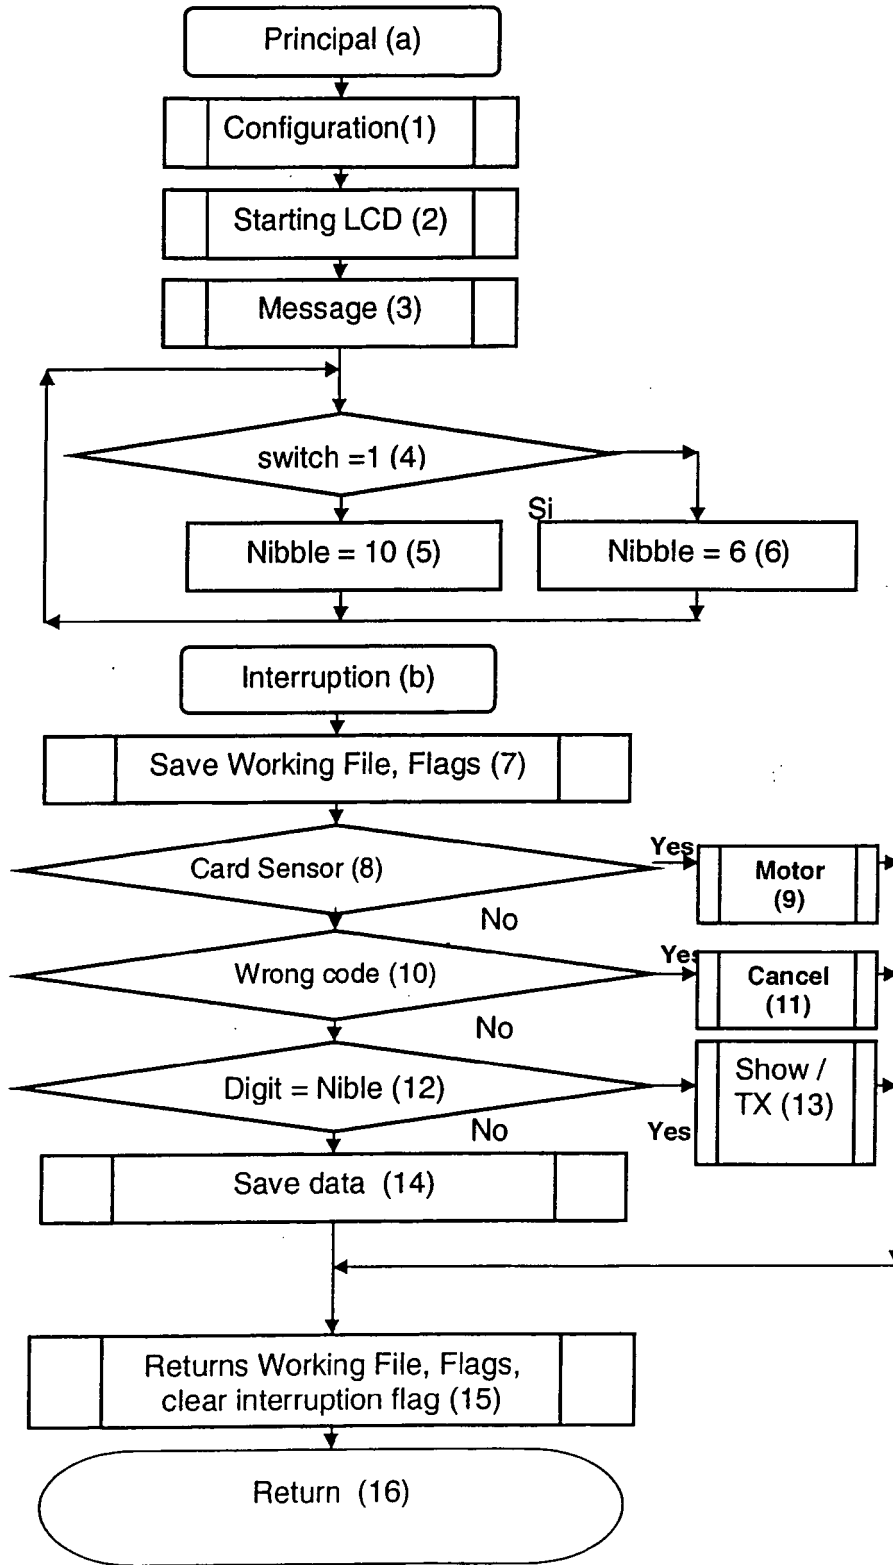 Principal (a)
Configuration(1)
Starting LCD (2)
Message (3)
switch =1 (4)
Si
Nibble = 10 (5)
Nibble = 6 (6)
Interruption (b)
Save Working File, Flags (7)
Card Sensor (8)
Yes
Motor
(9)
No
Wrong code (10)
Yes
Cancel
(11)
No
Digit = Nible (12)
Yes
Show /
TX (13)
No
Save data (14)
Returns Working File, Flags,
clear interruption flag (15)
Return (16)